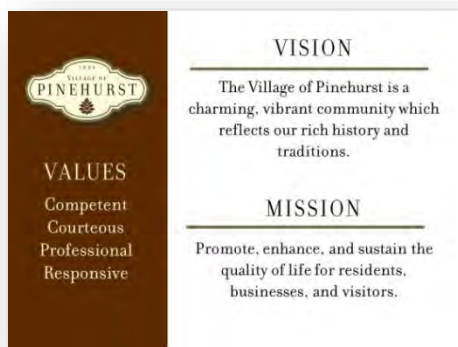 1895
VILLAGE OF
PINEHURST
VALUES
Competent
Courteous
Professional
Responsive
VISION
The Village of Pinehurst is a
charming, vibrant community which
reflects our rich history and
traditions.
MISSION
Promote, enhance, and sustain the
quality of life for residents,
businesses, and visitors.